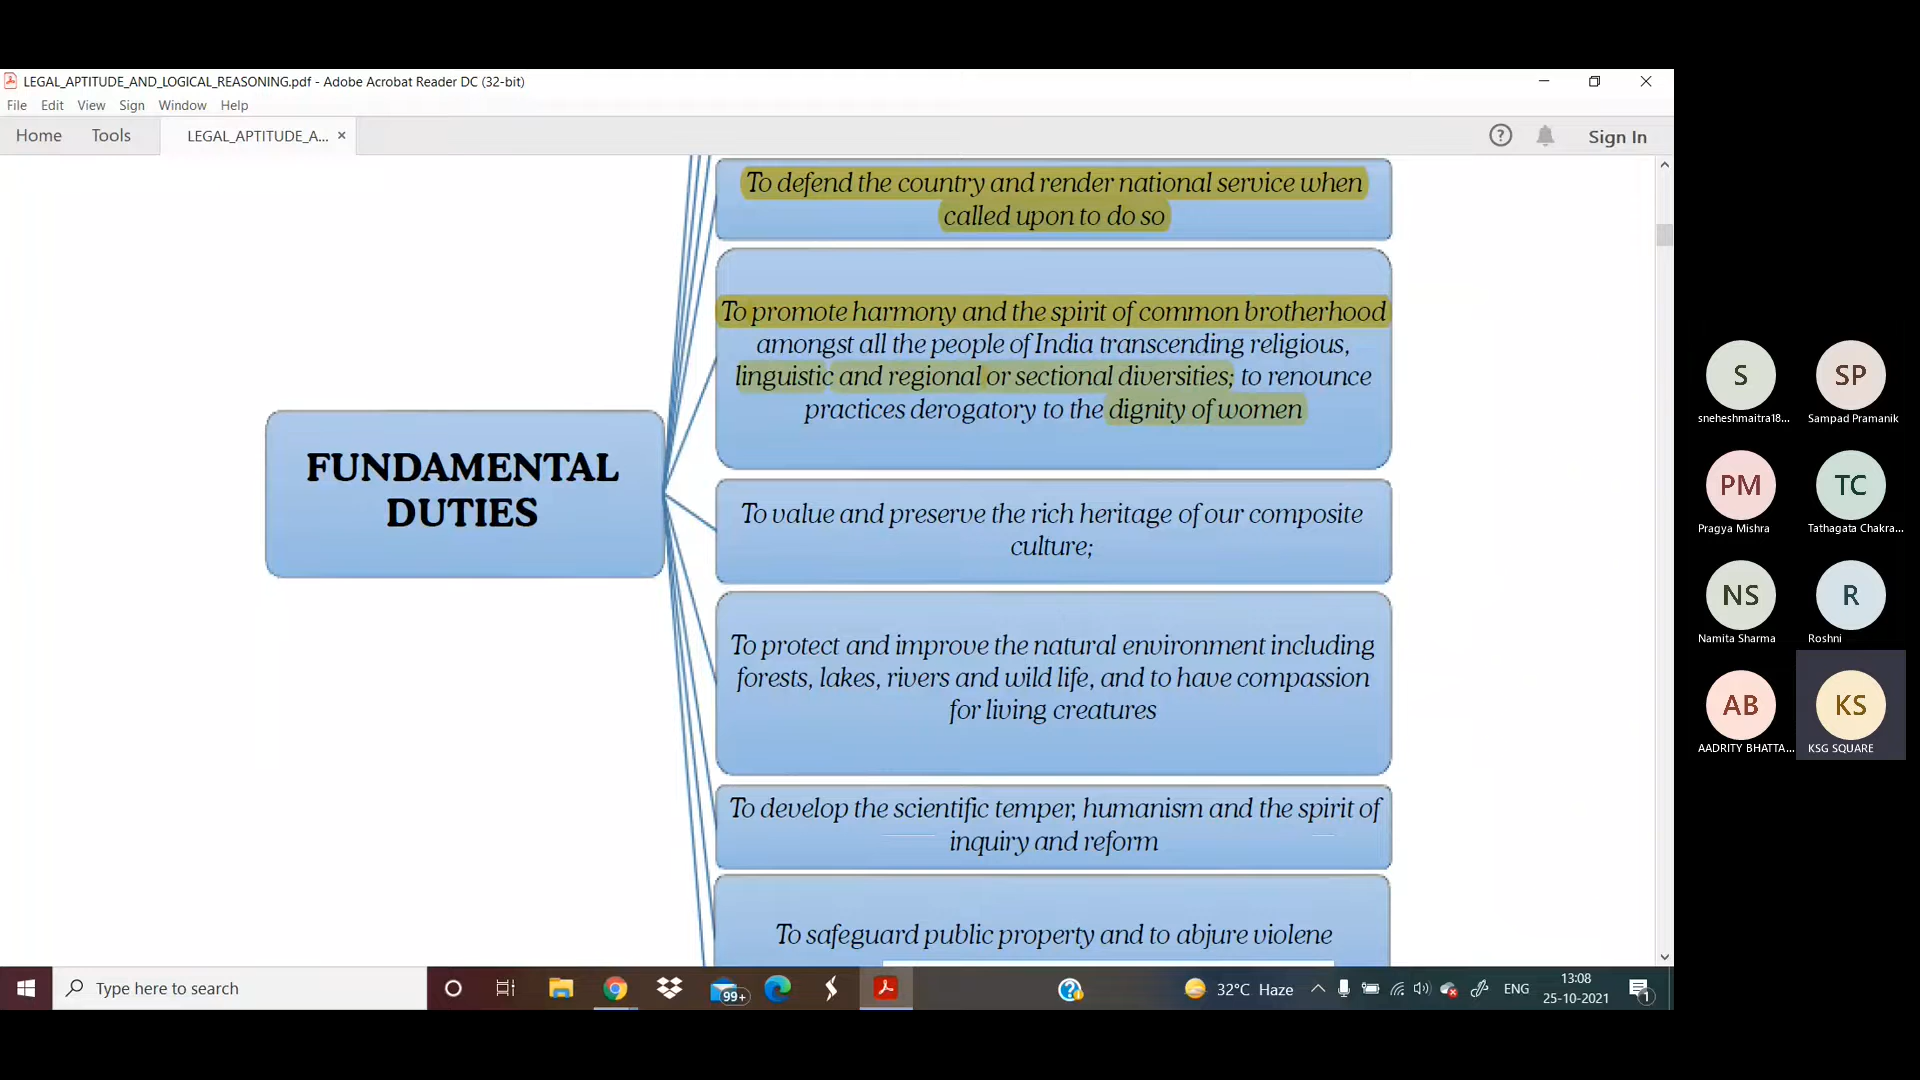 LEGAL_APTITUDE_AND_LOGICAL_REASONING.pdf - Adobe Acrobat Reader DC (32-bit)
File Edit View Sign Window Help
Home Tools LEGAL_APTITUDE_A... × Sign In
To defend the country and render national service when
called upon to do so
To promote harmony and the spirit of common brotherhood
amongst all the people of India transcending religious,
linguistic and regional or sectional diversities; to renounce
practices derogatory to the dignity of women
FUNDAMENTAL
DUTIES
To value and preserve the rich heritage of our composite
culture;
To protect and improve the natural environment including
forests, lakes, rivers and wild life, and to have compassion
for living creatures
To develop the scientific temper, humanism and the spirit of
inquiry and reform
To safeguard public property and to abjure violene
S SP
sneheshmaitra18... Sampad Pramanik
PM TC
Pragya Mishra Tathagata Chakra...
NS R
Namita Sharma Roshni
AB KS
AADRITY BHATTA... KSG SQUARE
Type here to search 99+ 32°C Haze ENG 13:08
25-10-2021 1